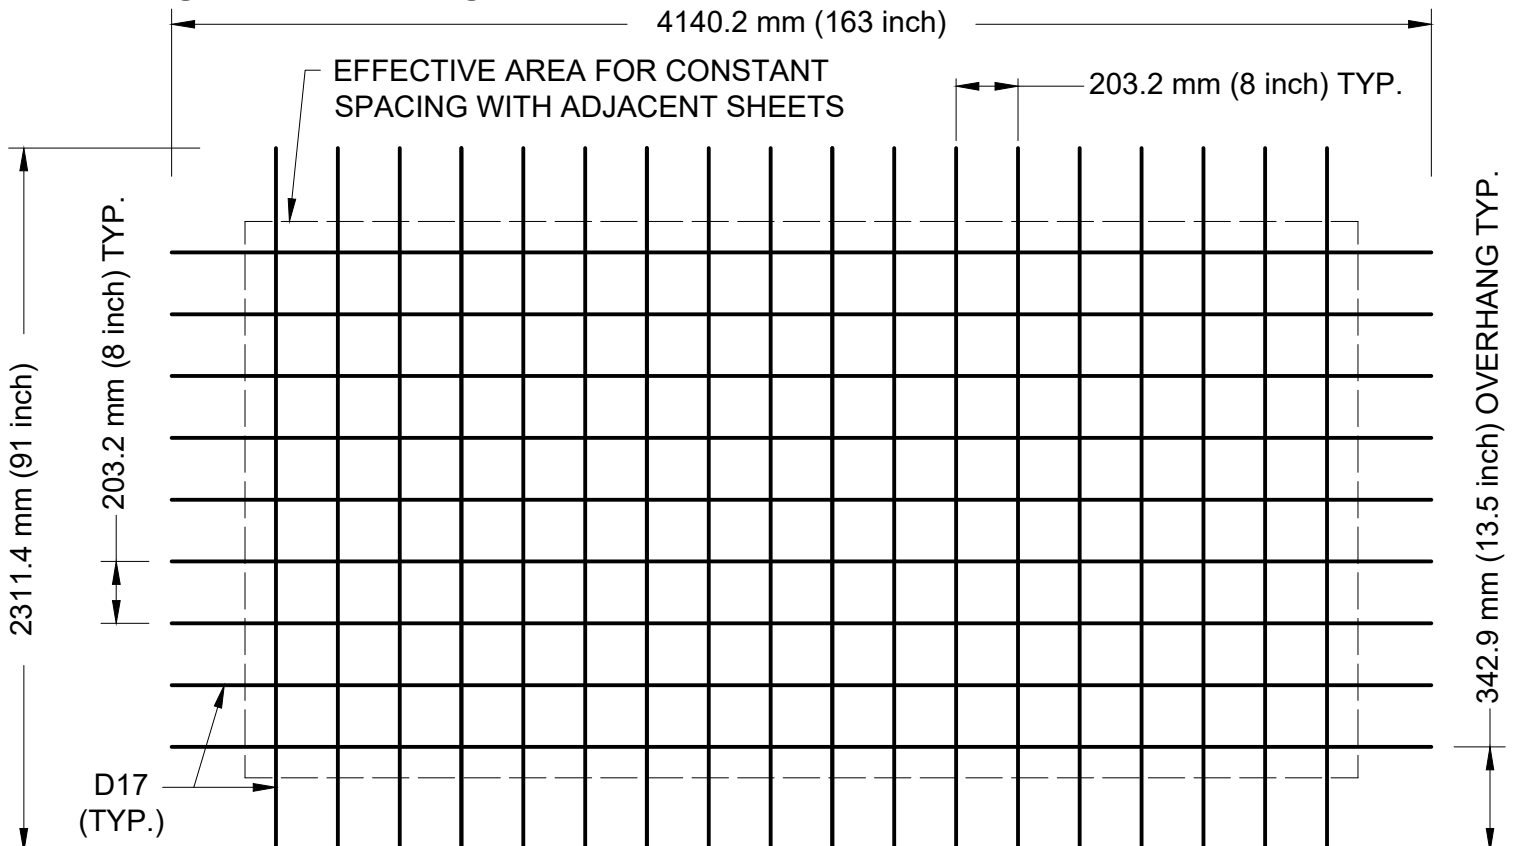 4140.2 mm (163 inch)
EFFECTIVE AREA FOR CONSTANT
SPACING WITH ADJACENT SHEETS
203.2 mm (8 inch) TYP.
203.2 mm (8 inch) TYP.
2311.4 mm (91 inch)
342.9 mm (13.5 inch) OVERHANG TYP.
D17
(TYP.)